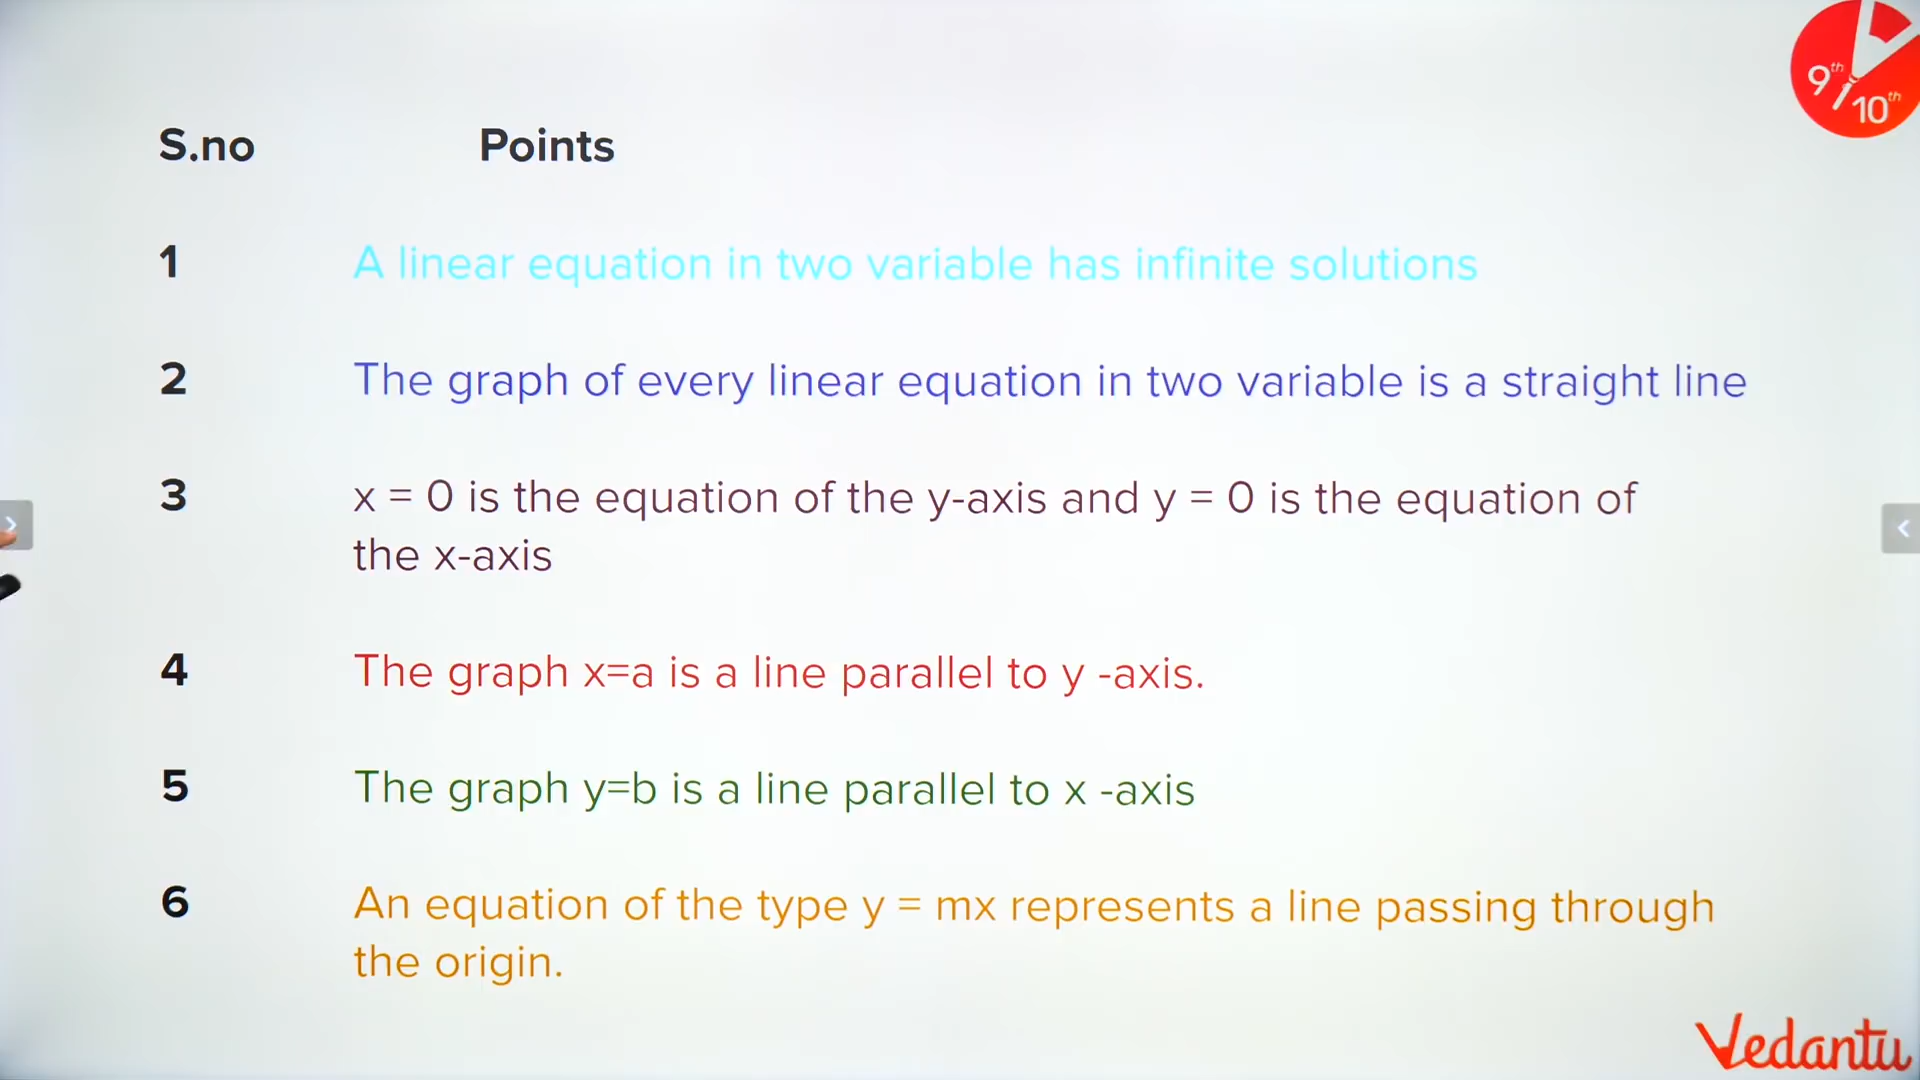 9th/10th
S.no Points
1 A linear equation in two variable has infinite solutions
2 The graph of every linear equation in two variable is a straight line
3 x = 0 is the equation of the y-axis and y = 0 is the equation of
the x-axis
4 The graph x=a is a line parallel to y -axis.
5 The graph y=b is a line parallel to x -axis
6 An equation of the type y = mx represents a line passing through
the origin.
Vedantu